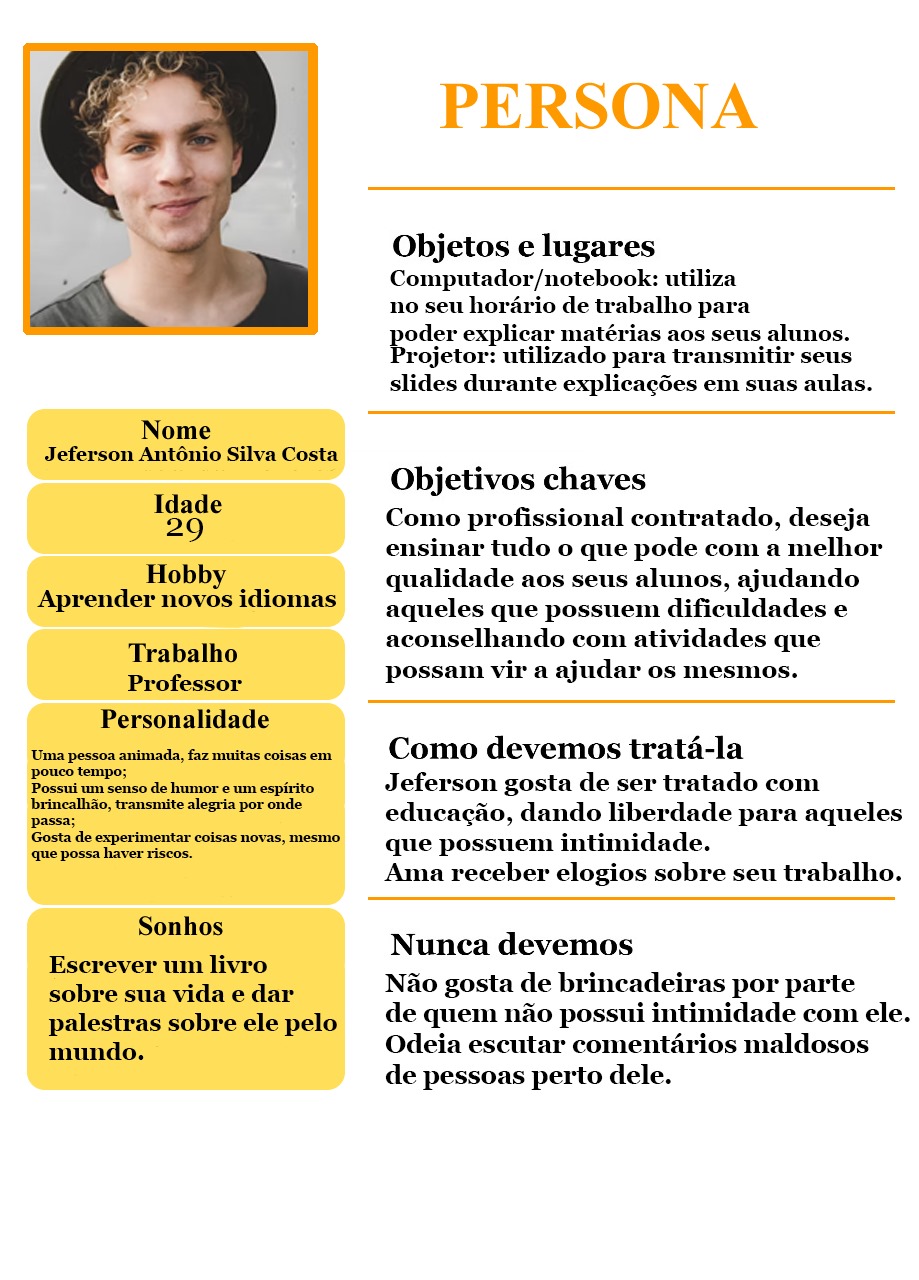 PERSONA
Objetos e lugares
Computador/notebook: utiliza
no seu horário de trabalho para
poder explicar matérias aos seus alunos.
Projetor: utilizado para transmitir seus
slides durante explicações em suas aulas.
Nome
Jeferson Antônio Silva Costa
Idade
29
Hobby
Aprender novos idiomas
Trabalho
Professor
Personalidade
Uma pessoa animada, faz muitas coisas em
pouco tempo;
Possui um senso de humor e um espírito
brincalhão, transmite alegria por onde
passa;
Gosta de experimentar coisas novas, mesmo
que possa haver riscos.
Sonhos
Escrever um livro
sobre sua vida e dar
palestras sobre ele pelo
mundo.
Objetivos chaves
Como profissional contratado, deseja
ensinar tudo o que pode com a melhor
qualidade aos seus alunos, ajudando
aqueles que possuem dificuldades e
aconselhando com atividades que
possam vir a ajudar os mesmos.
Como devemos tratá-la
Jeferson gosta de ser tratado com
educação, dando liberdade para aqueles
que possuem intimidade.
Ama receber elogios sobre seu trabalho.
Nunca devemos
Não gosta de brincadeiras por parte
de quem não possui intimidade com ele.
Odeia escutar comentários maldosos
de pessoas perto dele.